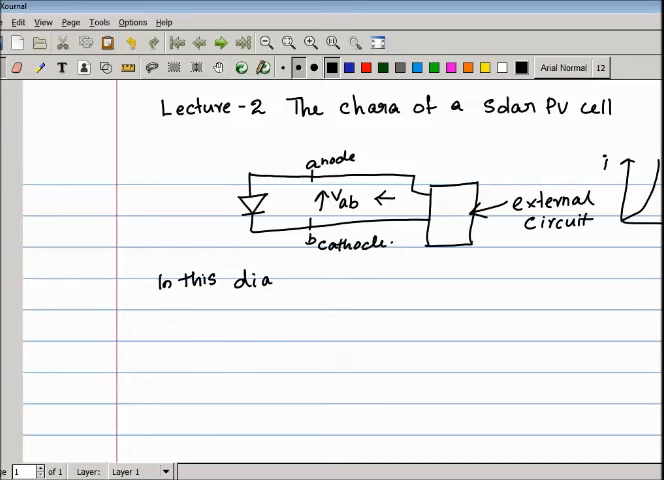 Xournal
Edit View Page Tools Options Help
Arial Normal 12
Lecture-2 The chara of a Solar PV cell
anode
i
Vab
external
circuit
b cathode.
In this dia
1 of 1 Layer: Layer 1